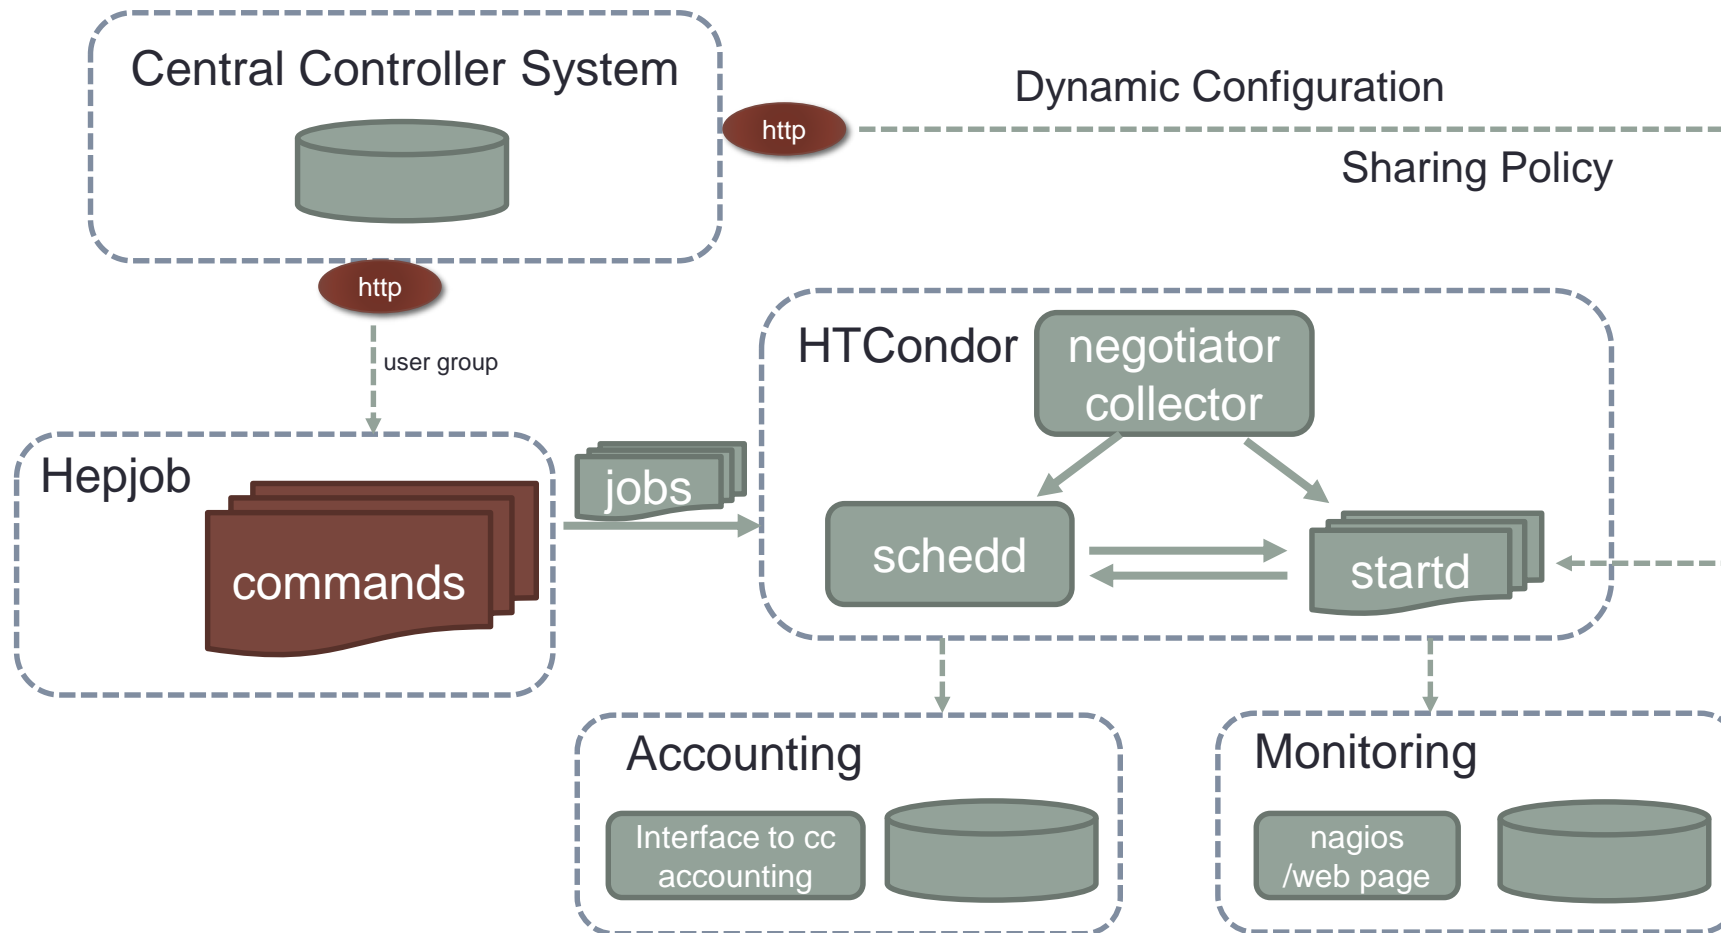 Central Controller System
http
Dynamic Configuration
Sharing Policy
http
user group
HTCondor
negotiator
collector
Hepjob
commands
jobs
schedd
startd
Accounting
Interface to cc
accounting
Monitoring
nagios
/web page